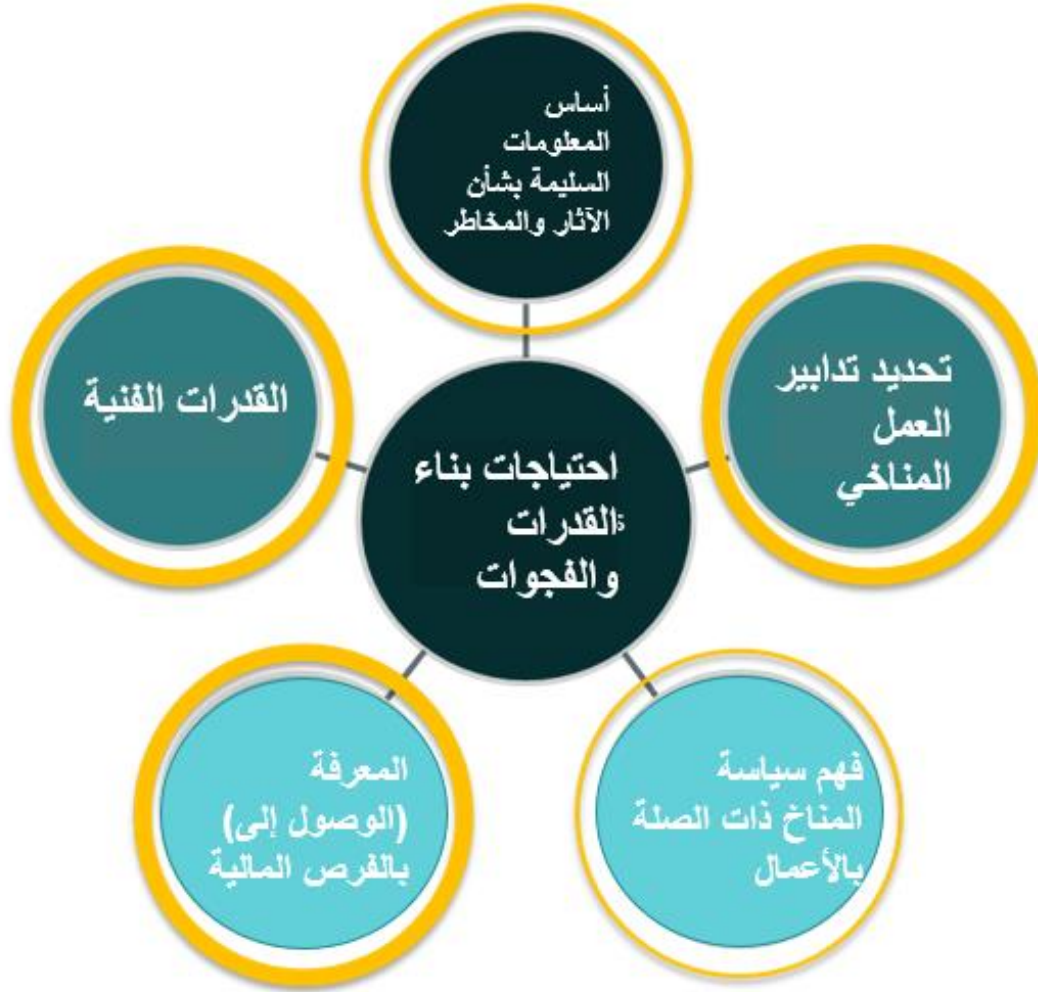 أساس
المعلومات
السليمة بشأن
الآثار والمخاطر
تحديد تدابير
العمل
المناخي
القدرات الفنية
احتياجات بناء
القدرات
والفجوات
فهم سياسة
المناخ ذات الصلة
بالأعمال
المعرفة
(الوصول إلى)
بالفرص المالية